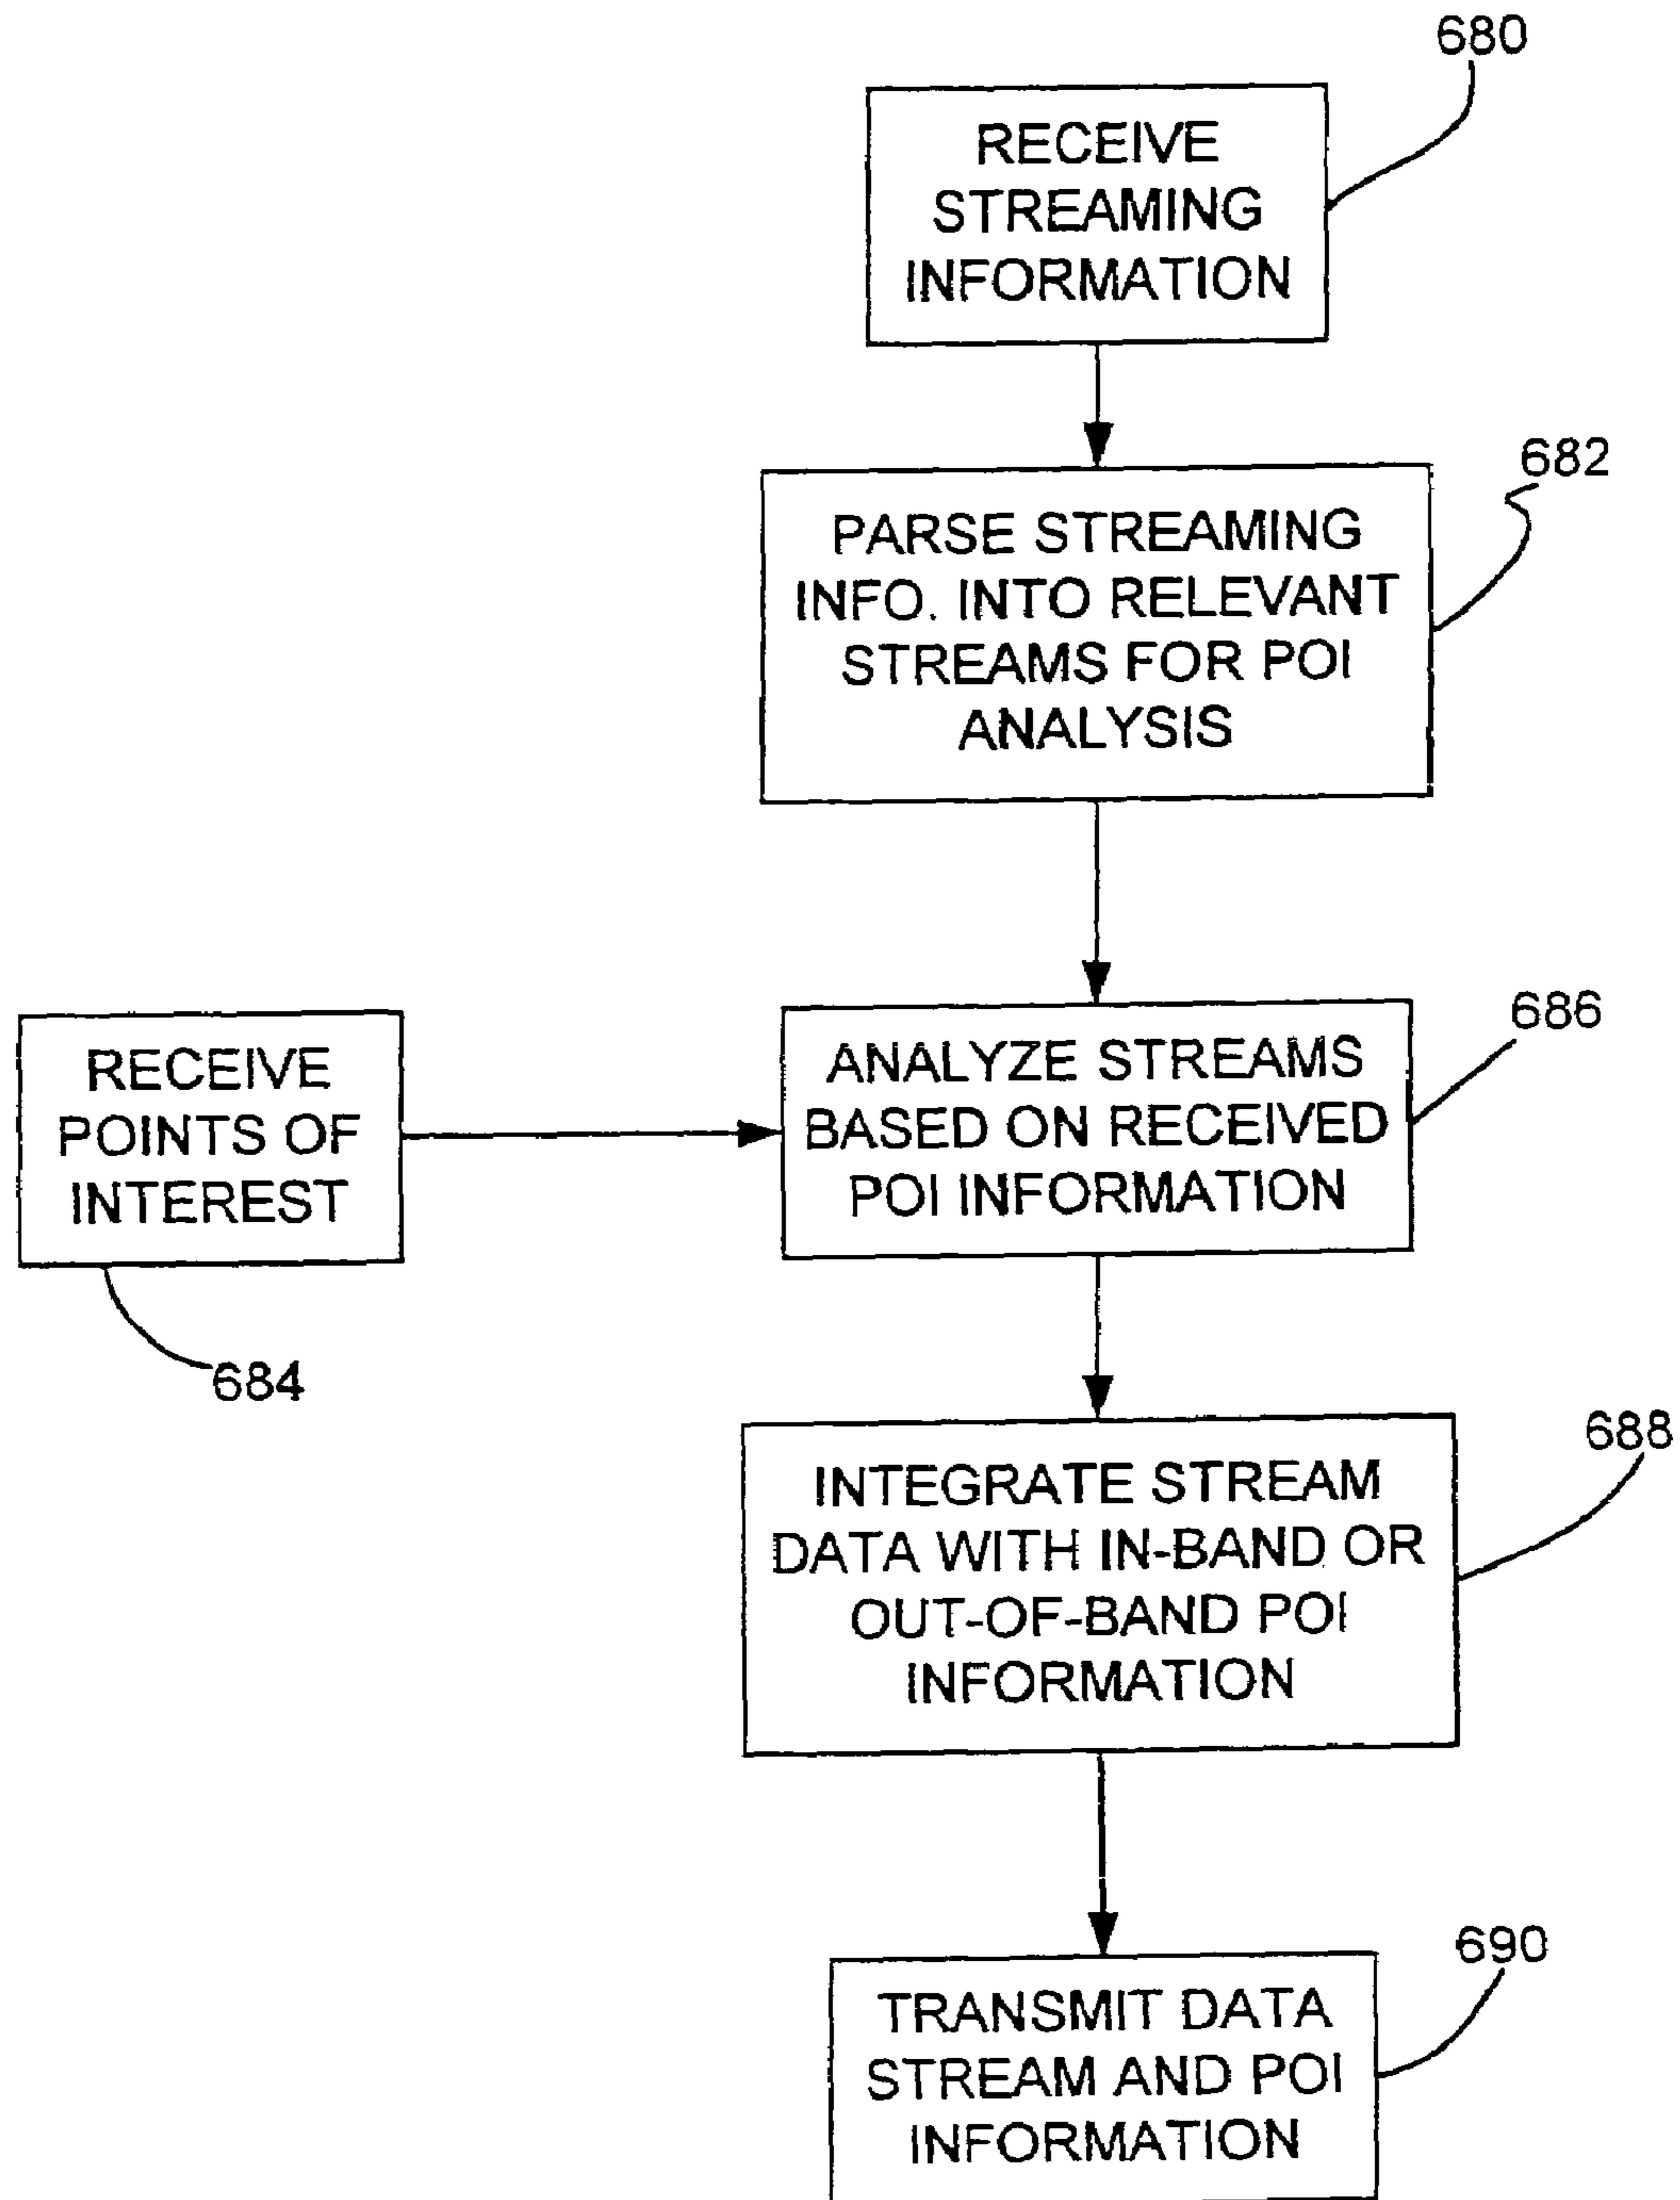 680
RECEIVE
STREAMING
INFORMATION
682
PARSE STREAMING
INFO. INTO RELEVANT
STREAMS FOR POI
ANALYSIS
686
RECEIVE
POINTS OF
INTEREST
684
ANALYZE STREAMS
BASED ON RECEIVED
POI INFORMATION
688
INTEGRATE STREAM
DATA WITH IN-BAND OR
OUT-OF-BAND POI
INFORMATION
690
TRANSMIT DATA
STREAM AND POI
INFORMATION